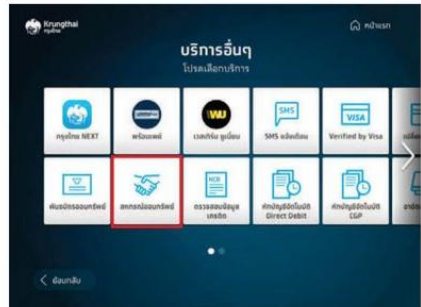 Krungthai
กรุงไทย
หน้าแรก
บริการอื่นๆ
โปรดเลือกบริการ
กรุงไทย NEXT
พร้อมเพย์
WU
เวสเทิร์น ยูเนี่ยน
SMS
SMS แจ้งเตือน
VISA
Verified by Visa
พันธบัตรออมทรัพย์
สหกรณ์ออมทรัพย์
NCB
ตรวจสอบข้อมูล
เครดิต
หักบัญชีอัตโนมัติ
Direct Debit
หักบัญชีอัตโนมัติ
CGP
ย้อนกลับ